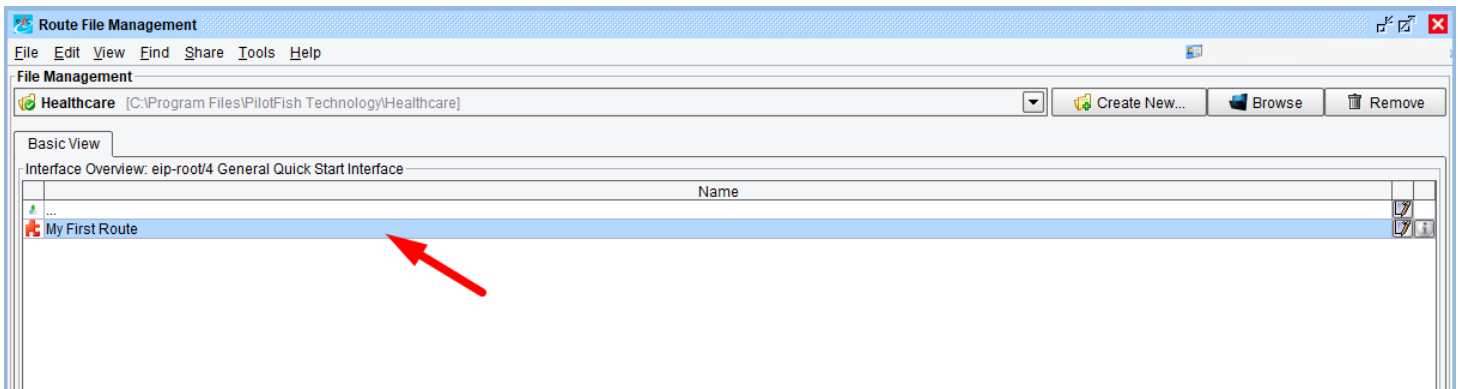 Route File Management
File Edit View Find Share Tools Help
File Management
Healthcare [C:\Program Files\PilotFish Technology\Healthcare] Create New... Browse Remove
Basic View
Interface Overview: eip-root/4 General Quick Start Interface
Name
...
My First Route